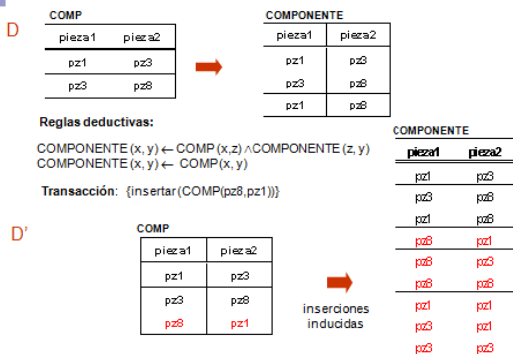 D
COMP
pieza1 pieza2
pz1 pz3
pz3 pz8
COMPONENTE
pieza1 pieza2
pz1 pz3
pz3 pz8
pz1 pz8
Reglas deductivas:
COMPONENTE (x, y) ← COMP (x,z) ∧ COMPONENTE (z, y)
COMPONENTE (x, y) ← COMP(x, y)
Transacción: {insertar(COMP(pz8,pz1))}
D'
COMP
pieza1 pieza2
pz1 pz3
pz3 pz8
pz8 pz1
inserciones
inducidas
COMPONENTE
pieza1 pieza2
pz1 pz3
pz3 pz8
pz1 pz8
pz8 pz1
pz8 pz3
pz8 pz8
pz1 pz1
pz3 pz1
pz3 pz3